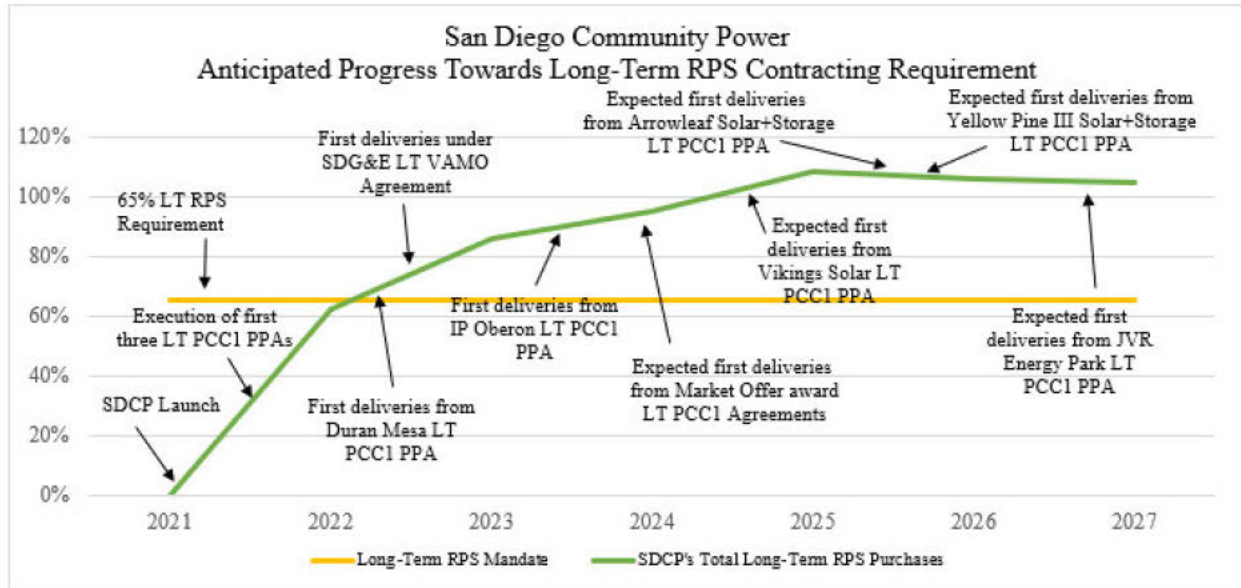 San Diego Community Power
Anticipated Progress Towards Long-Term RPS Contracting Requirement
120%
100%
80%
60%
40%
20%
0%
65% LT RPS
Requirement
SDCP Launch
Execution of first
three LT PCC1 PPAs
First deliveries under
SDG&E LT VAMO
Agreement
First deliveries from
Duran Mesa LT
PCC1 PPA
First deliveries from
IP Oberon LT PCC1
PPA
Expected first deliveries
from Market Offer award
LT PCC1 Agreements
Expected first deliveries
from Arrowleaf Solar+Storage
LT PCC1 PPA
Expected first
deliveries from
Vikings Solar LT
PCC1 PPA
Expected first deliveries from
Yellow Pine III Solar+Storage
LT PCC1 PPA
Expected first
deliveries from JVR
Energy Park LT
PCC1 PPA
2021
2022
2023
2024
2025
2026
2027
Long-Term RPS Mandate
SDCP's Total Long-Term RPS Purchases